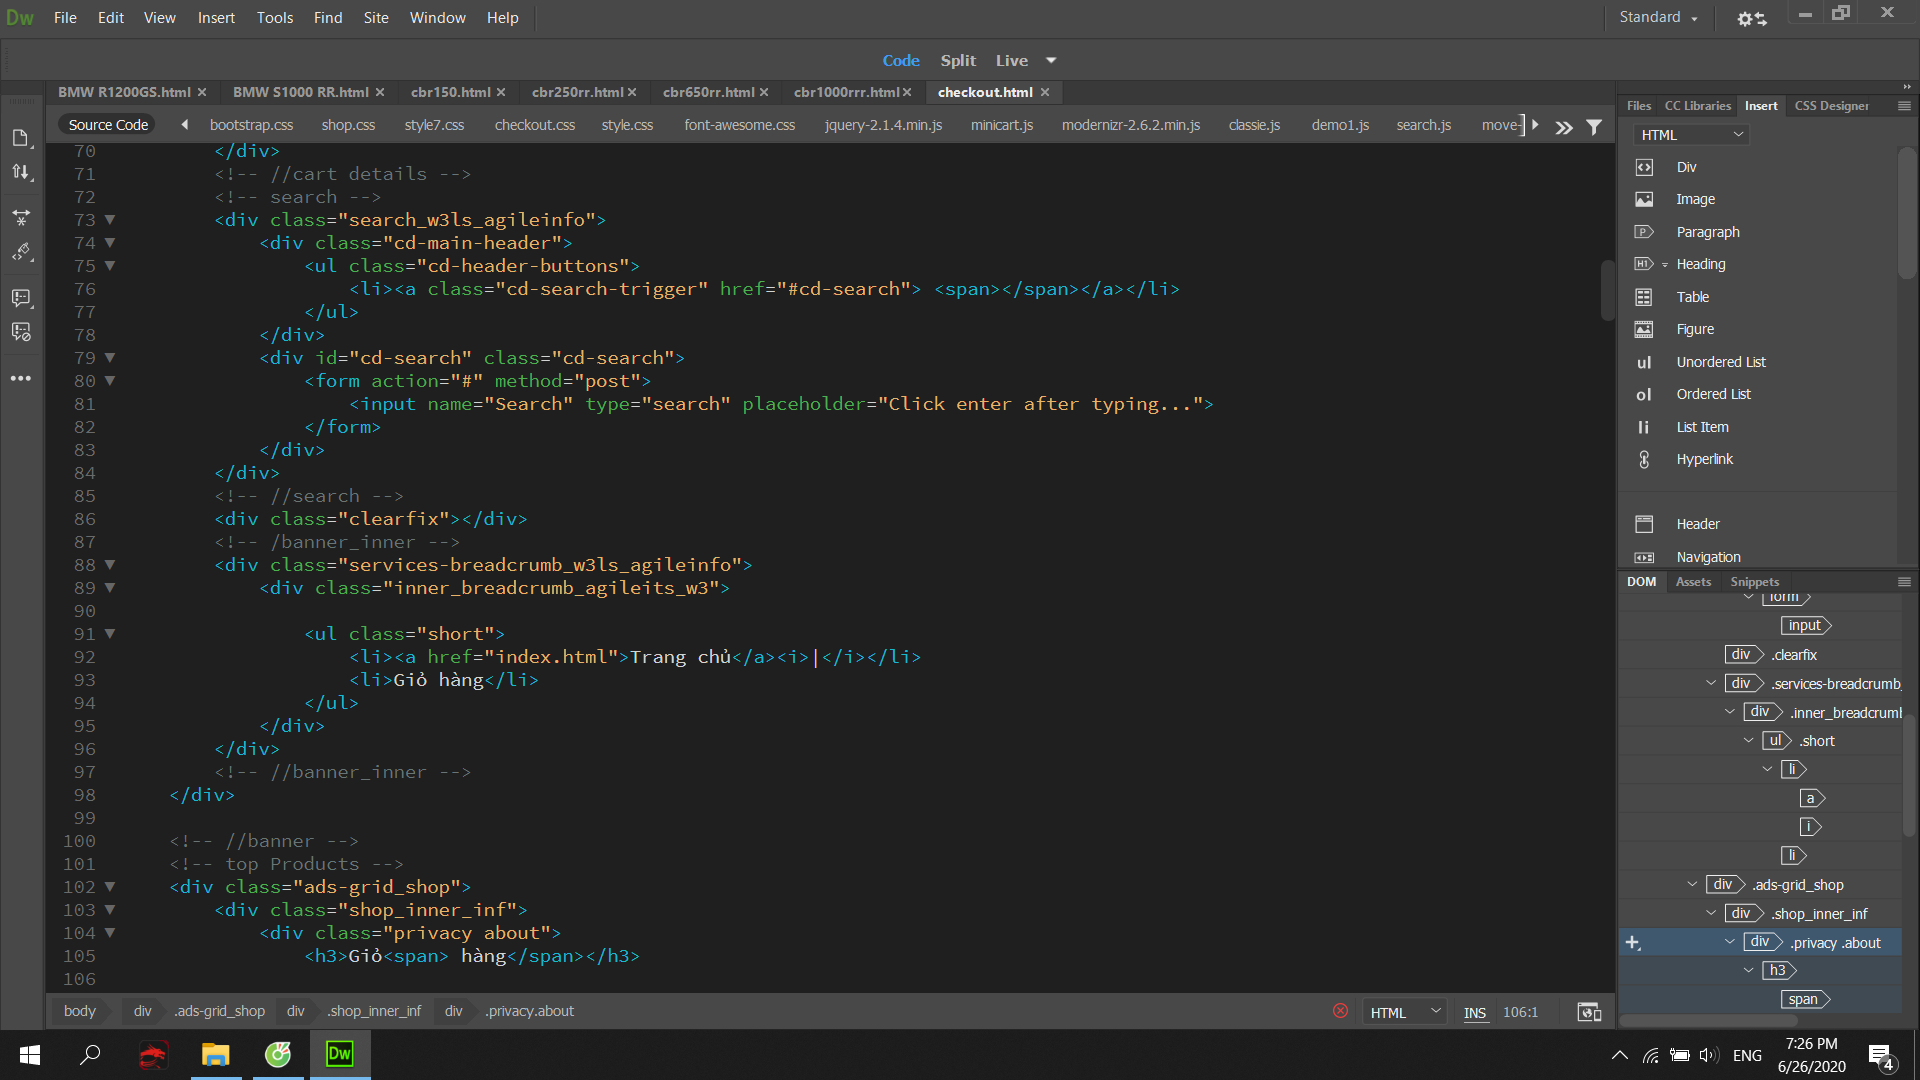 Dw File Edit View Insert Tools Find Site Window Help Standard
Code Split Live
BMW R1200GS.html BMW S1000 RR.html cbr150.html cbr250rr.html cbr650rr.html cbr1000rrr.html checkout.html
Source Code bootstrap.css shop.css style7.css checkout.css style.css font-awesome.css jquery-2.1.4.min.js minicart.js modernizr-2.6.2.min.js classie.js demo1.js search.js move-
70 </div>
71 <!-- //cart details -->
72 <!-- search -->
73 <div class="search_w3ls_agileinfo">
74 <div class="cd-main-header">
75 <ul class="cd-header-buttons">
76 <li><a class="cd-search-trigger" href="#cd-search"> <span></span></a></li>
77 </ul>
78 </div>
79 <div id="cd-search" class="cd-search">
80 <form action="#" method="post">
81 <input name="Search" type="search" placeholder="Click enter after typing...">
82 </form>
83 </div>
84 </div>
85 <!-- //search -->
86 <div class="clearfix"></div>
87 <!-- /banner_inner -->
88 <div class="services-breadcrumb_w3ls_agileinfo">
89 <div class="inner_breadcrumb_agileits_w3">
90
91 <ul class="short">
92 <li><a href="index.html">Trang chủ</a><i>|</i></li>
93 <li>Giỏ hàng</li>
94 </ul>
95 </div>
96 </div>
97 <!-- //banner_inner -->
98 </div>
99
100 <!-- //banner -->
101 <!-- top Products -->
102 <div class="ads-grid_shop">
103 <div class="shop_inner_inf">
104 <div class="privacy about">
105 <h3>Giỏ<span> hàng</span></h3>
106
body div .ads-grid_shop div .shop_inner_inf div .privacy.about HTML INS 106:1
Files CC Libraries Insert CSS Designer
HTML
Div
Image
P Paragraph
H1 Heading
Table
Figure
ul Unordered List
ol Ordered List
li List Item
Hyperlink
Header
Navigation
DOM Assets Snippets
form
input
div .clearfix
div .services-breadcrumb_
div .inner_breadcrumb
ul .short
li
a
i
li
div .ads-grid_shop
div .shop_inner_inf
div .privacy .about
h3
span
Dw ENG 7:26 PM
6/26/2020 4